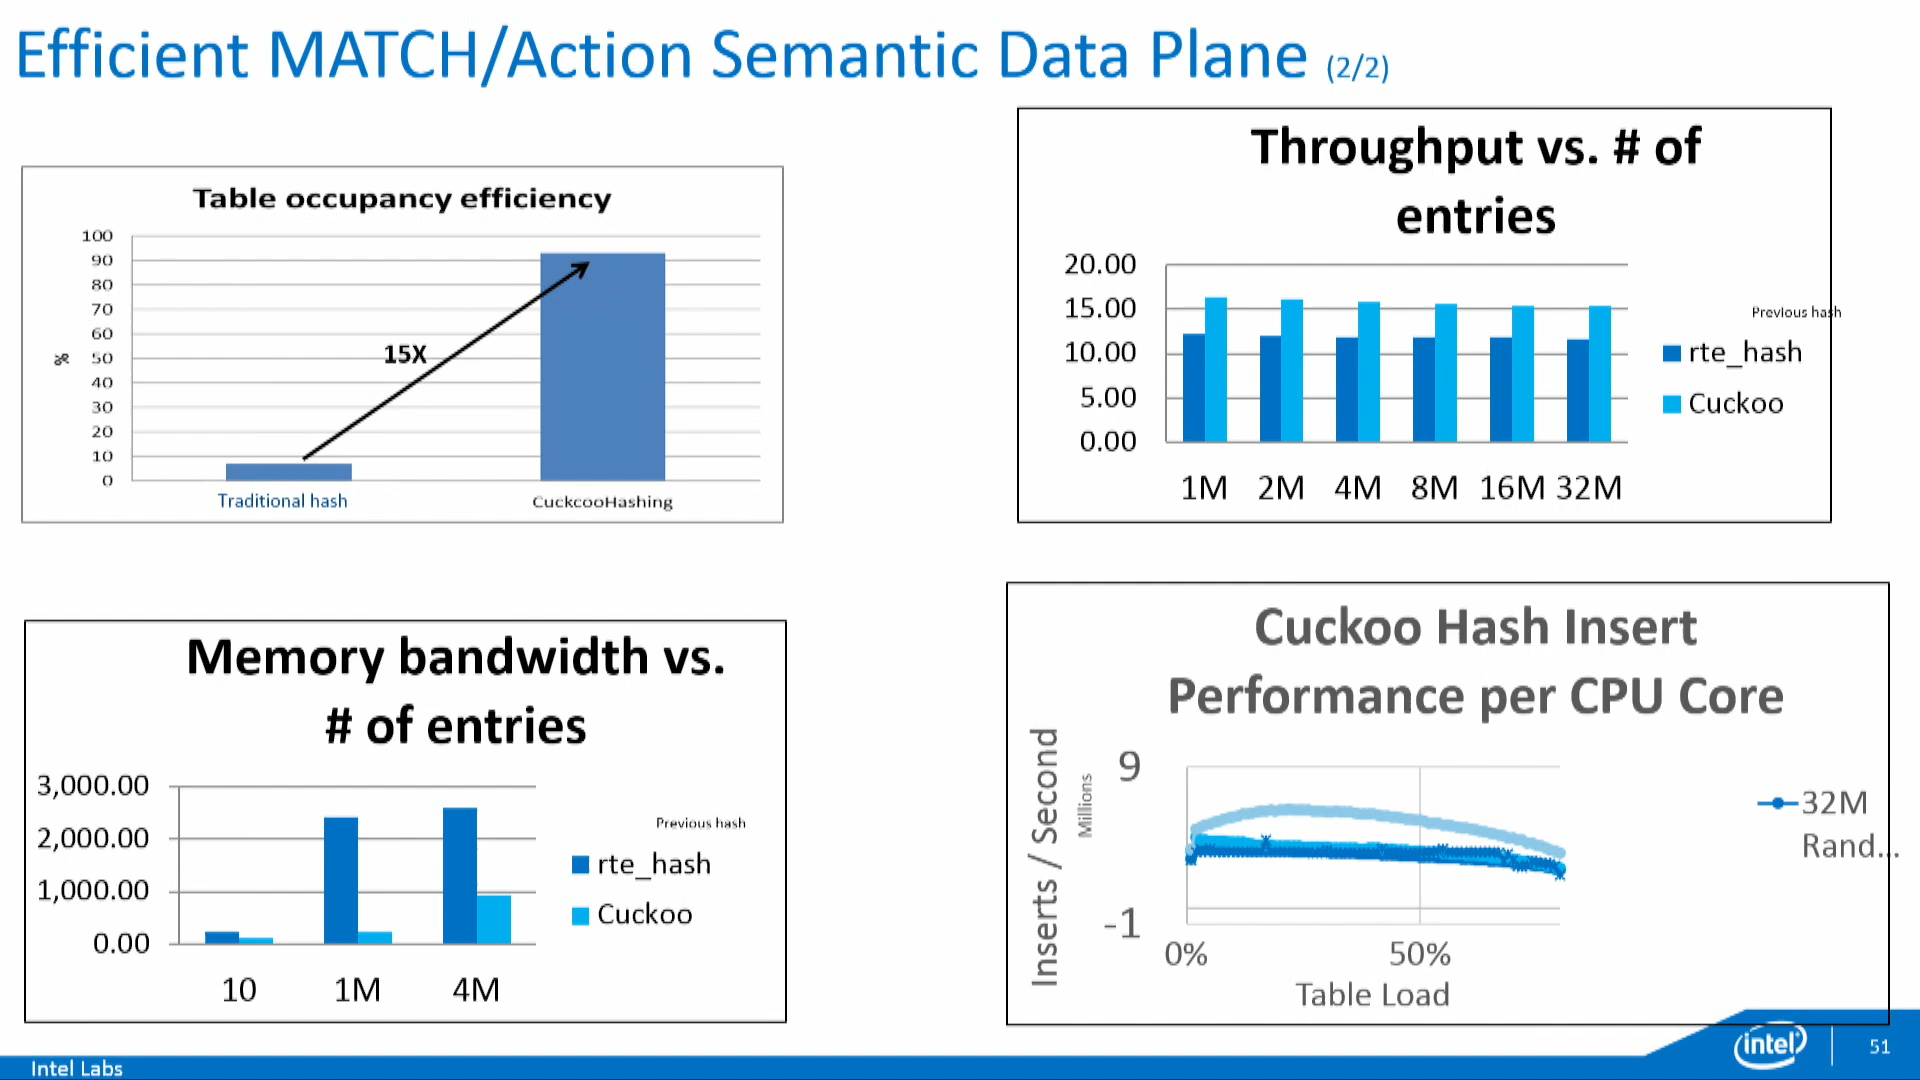 Efficient MATCH/Action Semantic Data Plane (2/2)
Table occupancy efficiency
100
90
80
70
60
50
40
30
20
10
0
%
15X
Traditional hash CuckcooHashing
Throughput vs. # of
entries
20.00
15.00
10.00
5.00
0.00
1M 2M 4M 8M 16M 32M
Previous hash
rte_hash
Cuckoo
Memory bandwidth vs.
# of entries
3,000.00
2,000.00
1,000.00
0.00
10 1M 4M
Previous hash
rte_hash
Cuckoo
Cuckoo Hash Insert
Performance per CPU Core
Inserts / Second
Millions
9
-1
0% 50%
Table Load
32M
Rand...
Intel Labs
intel
51